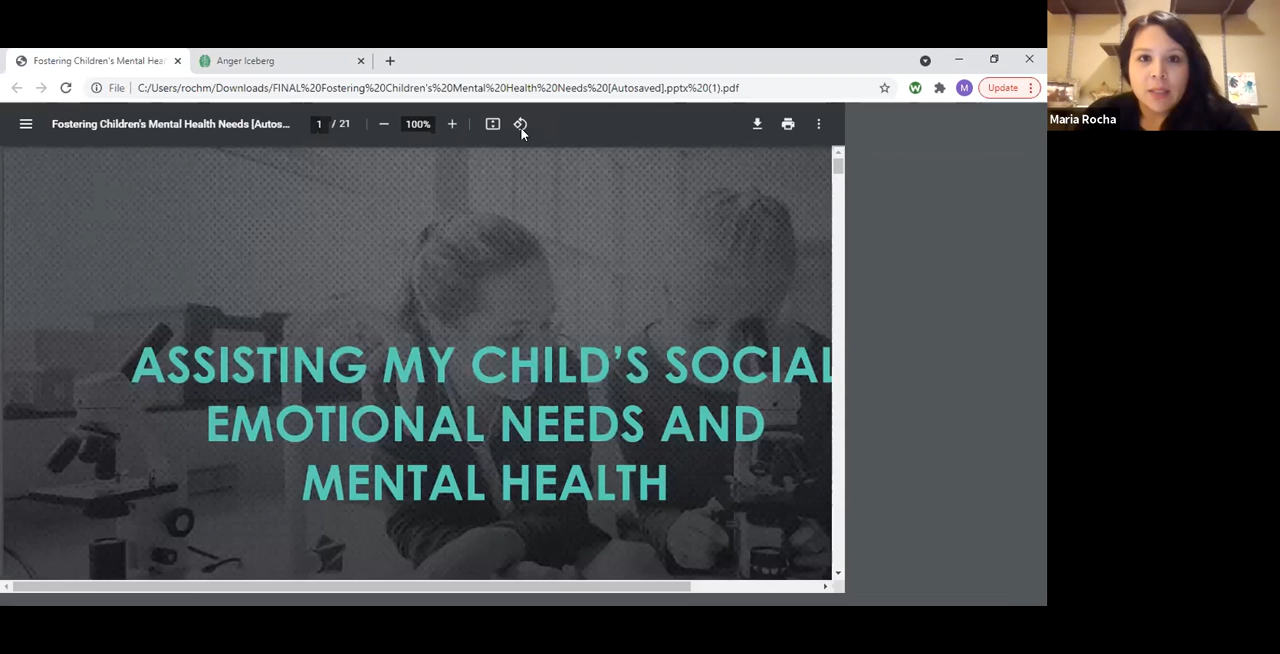 Fostering Children's Mental Hea
Anger Iceberg
File
C:/Users/rochm/Downloads/FINAL%20Fostering%20Children's%20Mental%20Health%20Needs%20[Autosaved].pptx%20(1).pdf
W
M
Update
Fostering Children's Mental Health Needs [Autos...
1 / 21
100%
Maria Rocha
ASSISTING MY CHILD'S SOCIAL
EMOTIONAL NEEDS AND
MENTAL HEALTH